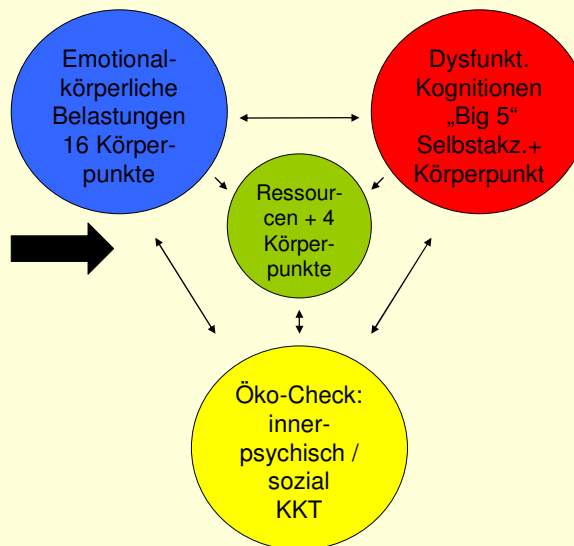 Emotional-
körperliche
Belastungen
16 Körper-
punkte
Dysfunkt.
Kognitionen
„Big 5“
Selbstakz.+
Körperpunkt
Ressour-
cen + 4
Körper-
punkte
Öko-Check:
inner-
psychisch /
sozial
KKT